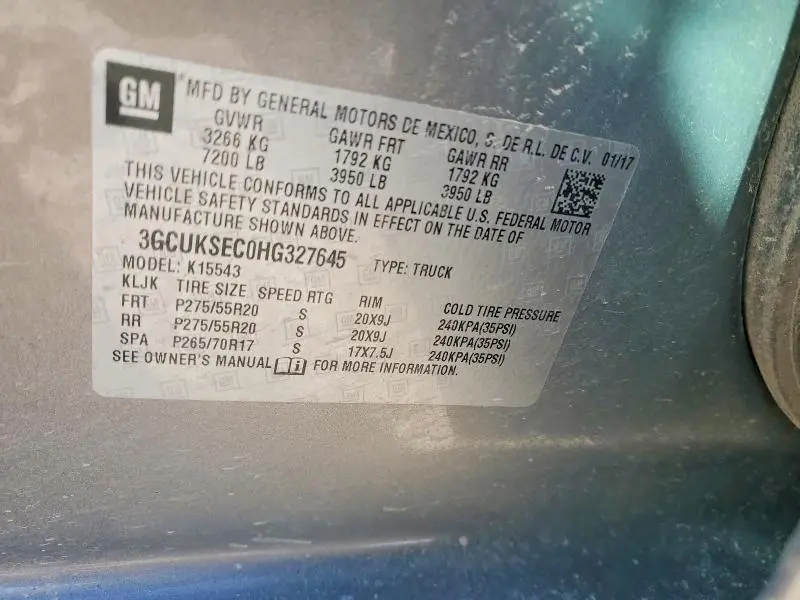 GM ® MFD BY GENERAL MOTORS DE MEXICO, S. DE R.L. DE C.V. 01/17
GVWR GAWR FRT GAWR RR
3266 KG 1792 KG 1792 KG
7200 LB 3950 LB 3950 LB
THIS VEHICLE CONFORMS TO ALL APPLICABLE U.S. FEDERAL MOTOR
VEHICLE SAFETY STANDARDS IN EFFECT ON THE DATE OF
MANUFACTURE SHOWN ABOVE.
3GCUKSEC0HG327645 TYPE: TRUCK
MODEL: K15543
KLJK TIRE SIZE SPEED RTG RIM COLD TIRE PRESSURE
FRT P275/55R20 S 20X9J 240KPA(35PSI)
RR P275/55R20 S 20X9J 240KPA(35PSI)
SPA P265/70R17 S 17X7.5J 240KPA(35PSI)
SEE OWNER'S MANUAL i FOR MORE INFORMATION.